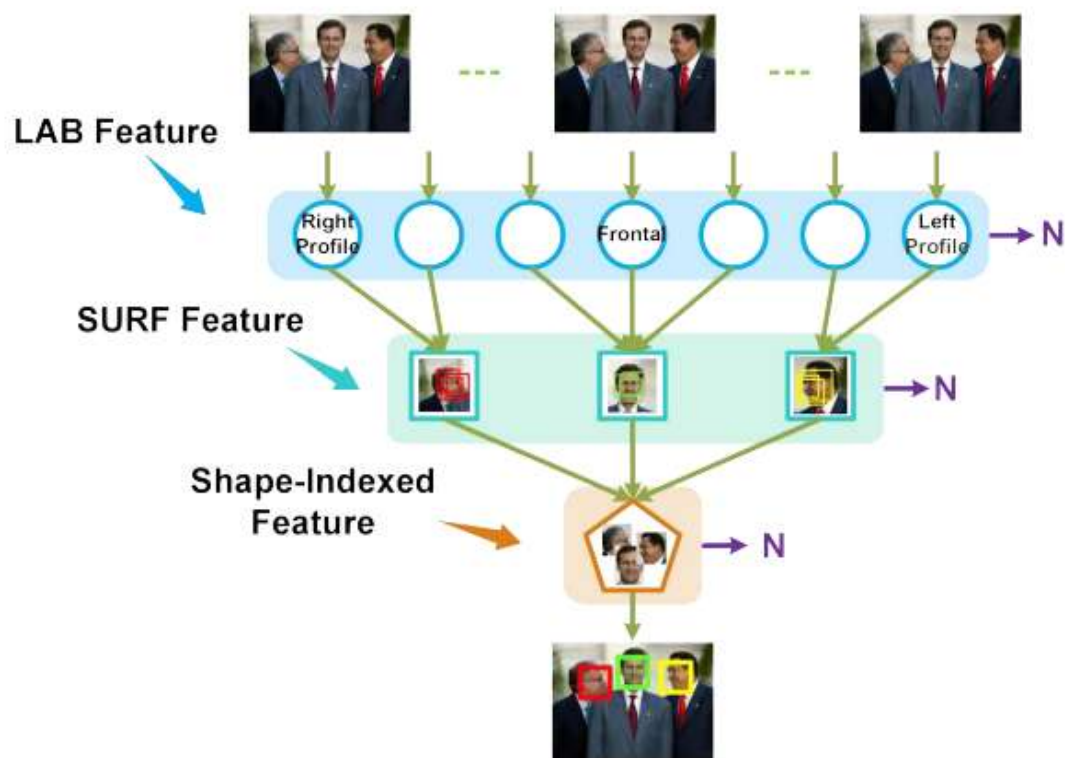 LAB Feature
Right
Profile
Frontal
Left
Profile
N
SURF Feature
N
Shape-Indexed
Feature
N